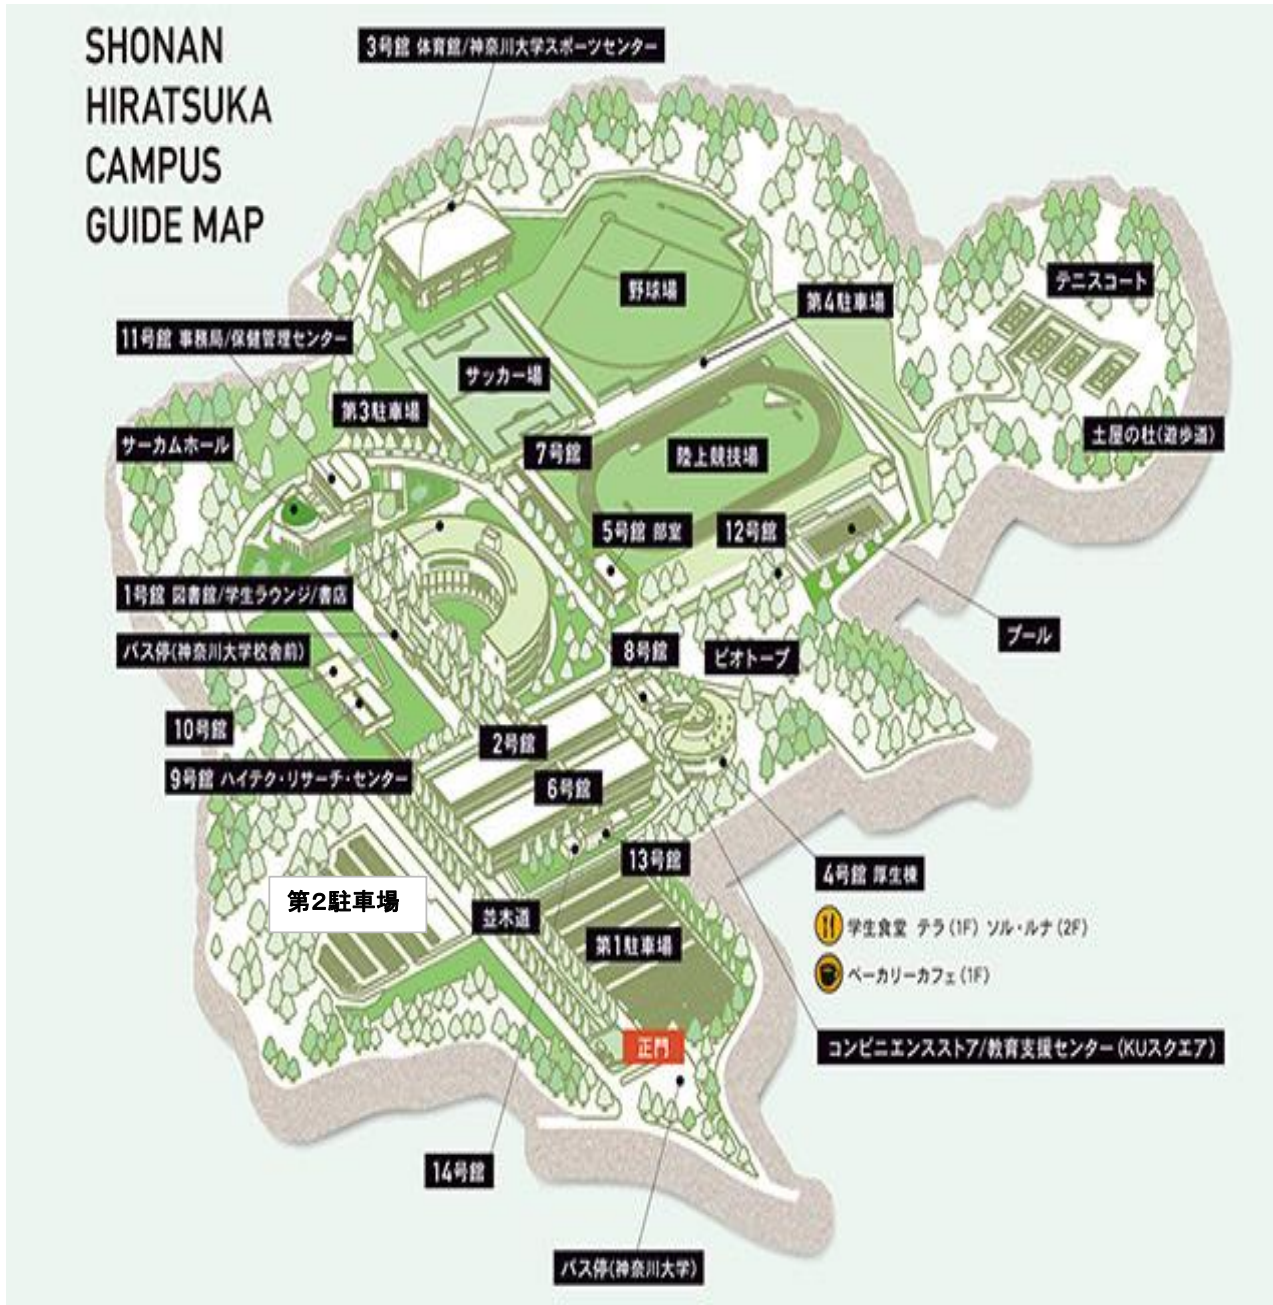 SHONAN
HIRATSUKA
CAMPUS
GUIDE MAP
3号館 体育館/神奈川大学スポーツセンター
野球場
テニスコート
第4駐車場
11号館 事務局/保健管理センター
サッカー場
第3駐車場
サーカムホール
7号館
陸上競技場
土屋の杜(遊歩道)
5号館 部室
12号館
1号館 図書館/学生ラウンジ/書店
プール
バス停(神奈川大学校舎前)
8号館
ビオトープ
10号館
2号館
9号館 ハイテク・リサーチ・センター
6号館
13号館
4号館 厚生棟
第2駐車場
並木道
第1駐車場
学生食堂 テラ(1F) ソル・ルナ(2F)
ベーカリーカフェ(1F)
正門
コンビニエンスストア/教育支援センター(KUスクエア)
14号館
バス停(神奈川大学)